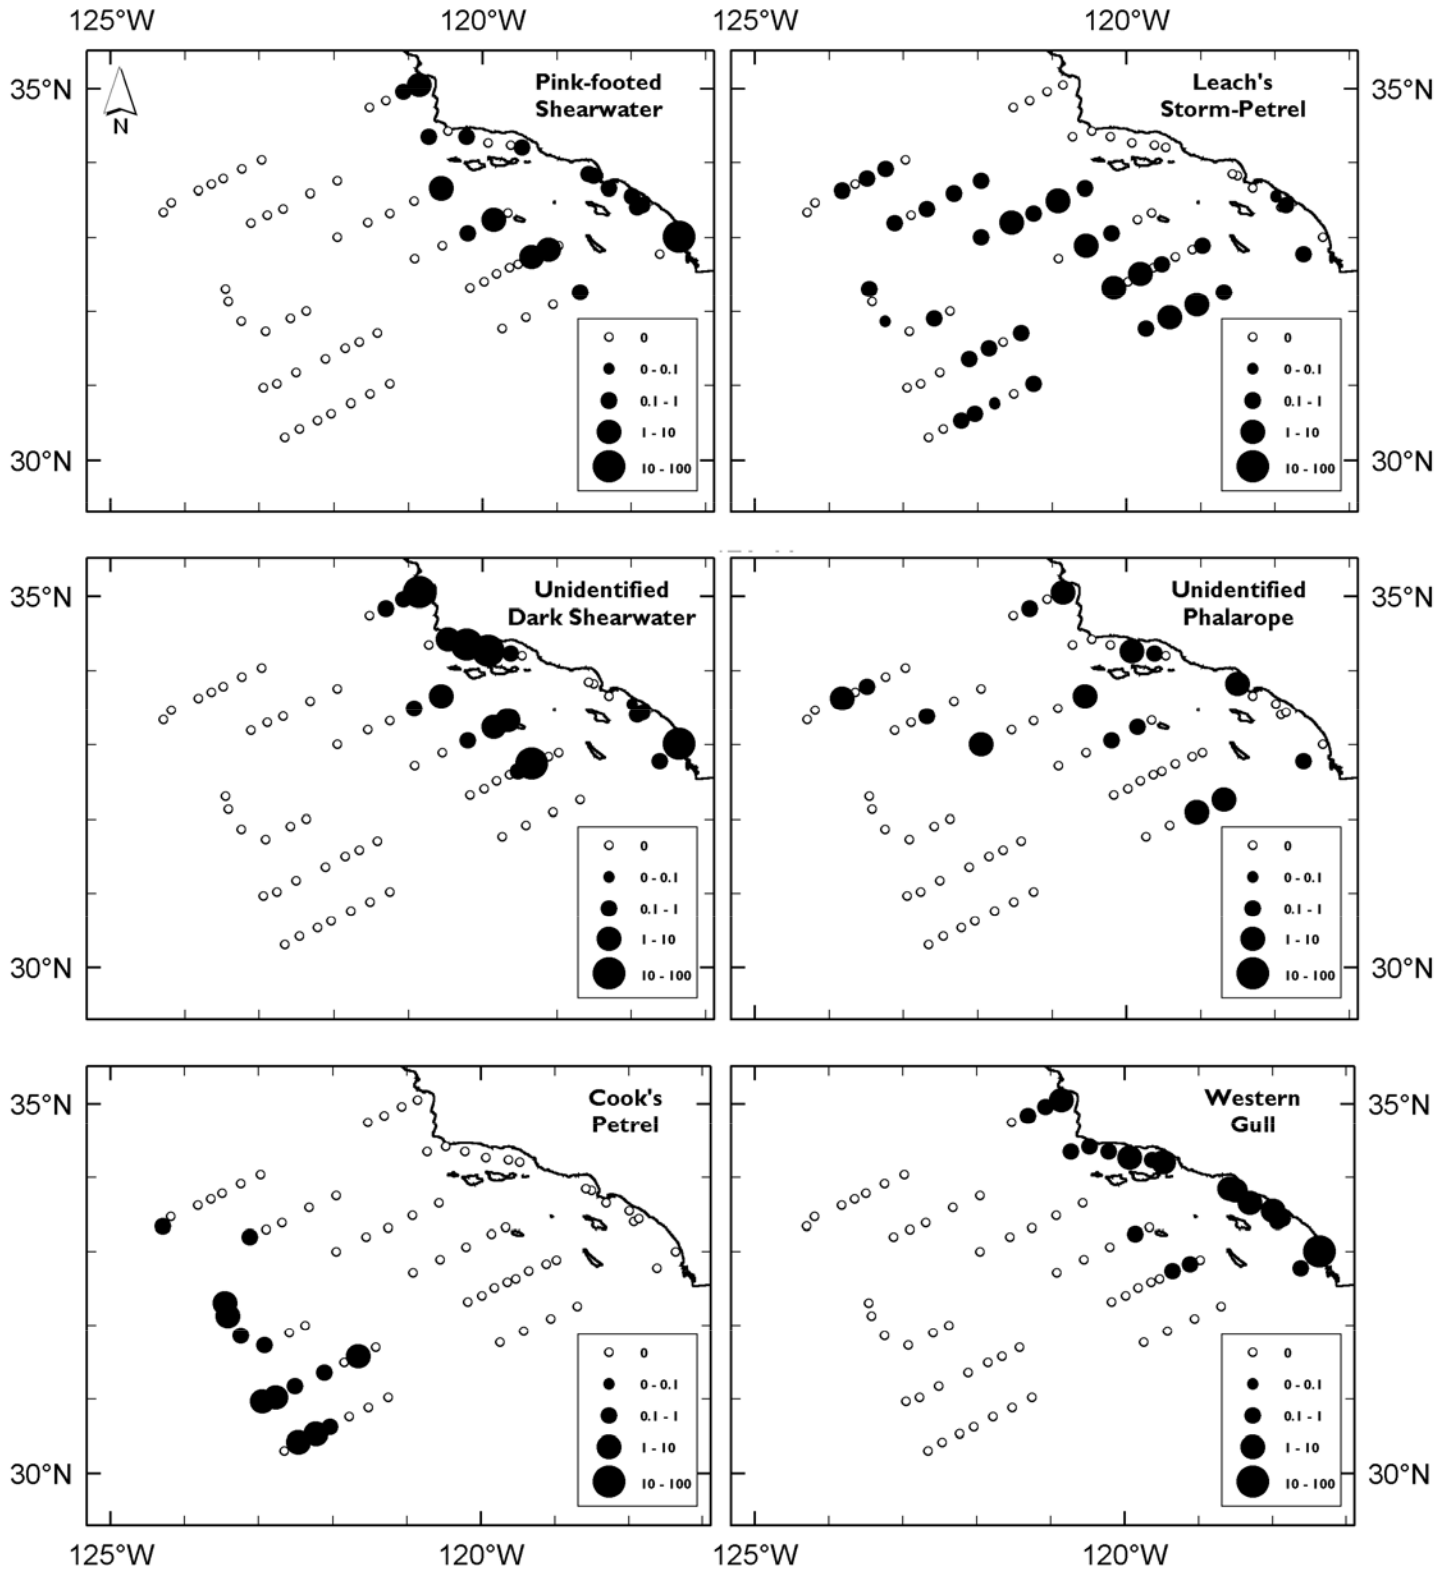 125°W 120°W 125°W 120°W
35°N
N
Pink-footed
Shearwater
0
0 - 0.1
0.1 - 1
1 - 10
10 - 100
30°N
Leach's
Storm-Petrel
35°N
0
0 - 0.1
0.1 - 1
1 - 10
10 - 100
30°N
35°N
Unidentified
Dark Shearwater
0
0 - 0.1
0.1 - 1
1 - 10
10 - 100
30°N
Unidentified
Phalarope
35°N
0
0 - 0.1
0.1 - 1
1 - 10
10 - 100
30°N
35°N
Cook's
Petrel
0
0 - 0.1
0.1 - 1
1 - 10
10 - 100
30°N
Western
Gull
35°N
0
0 - 0.1
0.1 - 1
1 - 10
10 - 100
30°N
125°W 120°W 125°W 120°W